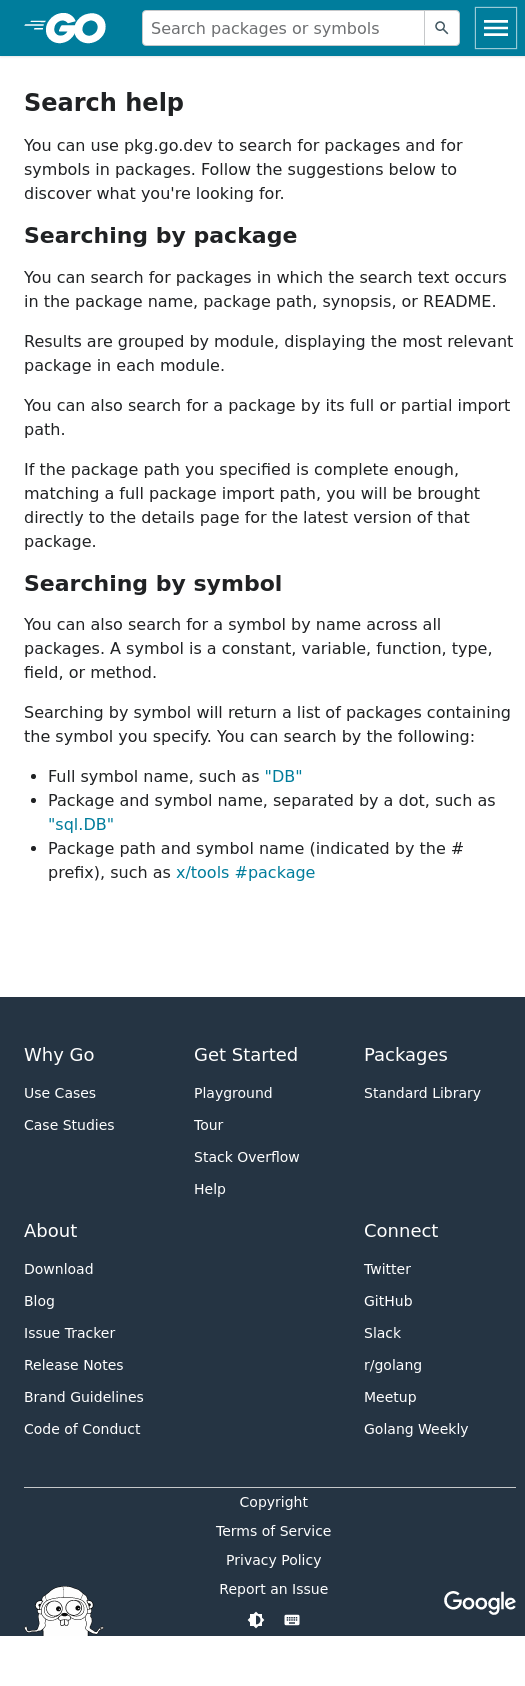 GO
Search packages or symbols
Search help
You can use pkg.go.dev to search for packages and for
symbols in packages. Follow the suggestions below to
discover what you're looking for.
Searching by package
You can search for packages in which the search text occurs
in the package name, package path, synopsis, or README.
Results are grouped by module, displaying the most relevant
package in each module.
You can also search for a package by its full or partial import
path.
If the package path you specified is complete enough,
matching a full package import path, you will be brought
directly to the details page for the latest version of that
package.
Searching by symbol
You can also search for a symbol by name across all
packages. A symbol is a constant, variable, function, type,
field, or method.
Searching by symbol will return a list of packages containing
the symbol you specify. You can search by the following:
• Full symbol name, such as "DB"
• Package and symbol name, separated by a dot, such as
"sql.DB"
• Package path and symbol name (indicated by the #
prefix), such as x/tools #package
Why Go
Use Cases
Case Studies
Get Started
Playground
Tour
Stack Overflow
Help
Packages
Standard Library
About
Download
Blog
Issue Tracker
Release Notes
Brand Guidelines
Code of Conduct
Connect
Twitter
GitHub
Slack
r/golang
Meetup
Golang Weekly
Copyright
Terms of Service
Privacy Policy
Report an Issue
Google